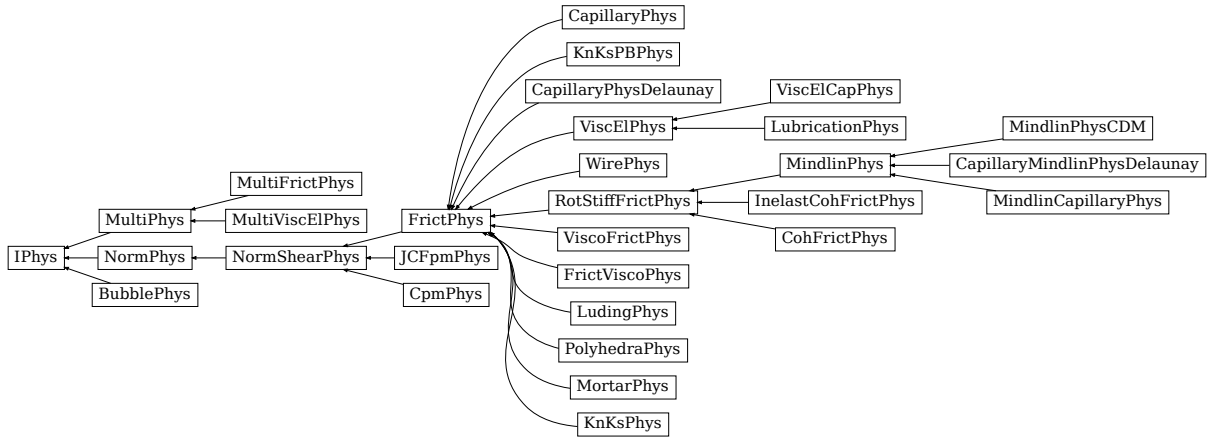 CapillaryPhys
KnKsPBPhys
CapillaryPhysDelaunay
ViscElCapPhys
ViscElPhys
LubricationPhys
MindlinPhysCDM
WirePhys
MindlinPhys
CapillaryMindlinPhysDelaunay
MultiFrictPhys
RotStiffFrictPhys
InelastCohFrictPhys
MindlinCapillaryPhys
MultiPhys
MultiViscElPhys
FrictPhys
ViscoFrictPhys
CohFrictPhys
IPhys
NormPhys
NormShearPhys
JCFpmPhys
FrictViscoPhys
BubblePhys
CpmPhys
LudingPhys
PolyhedraPhys
MortarPhys
KnKsPhys